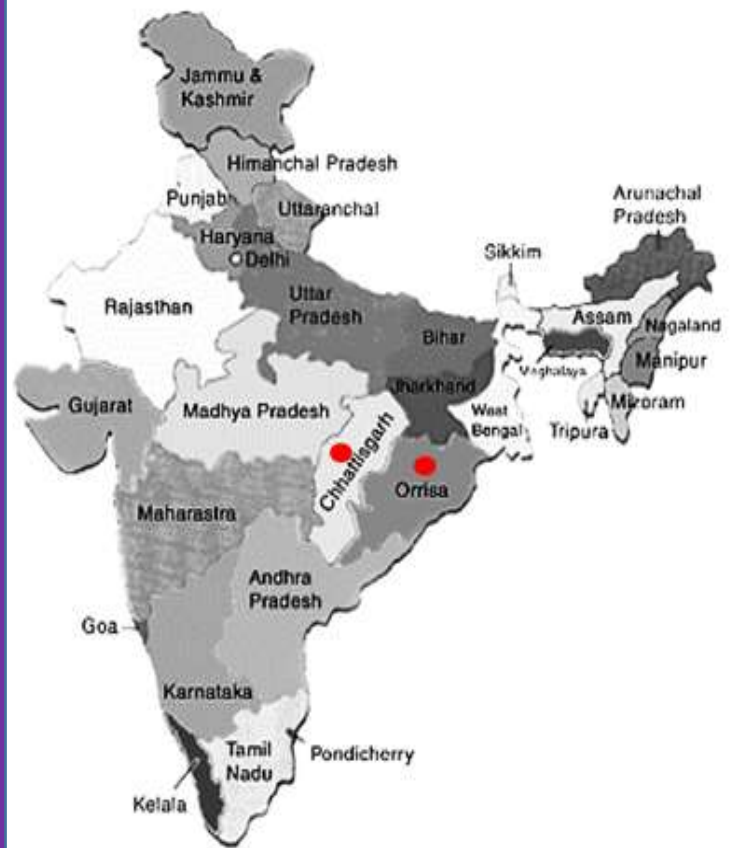 Jammu &
Kashmir
Himanchal Pradesh
Punjab
Uttaranchal
Arunachal
Pradesh
Haryana
Delhi
Sikkim
Rajasthan
Uttar
Pradesh
Assam
Nagaland
Bihar
Meghalaya
Manipur
Jharkhand
Gujarat
Madhya Pradesh
West
Bengal
Mizoram
Tripura
Chhattisgarh
Orrisa
Maharastra
Andhra
Pradesh
Goa
Karnataka
Tamil
Nadu
Pondicherry
Kelala